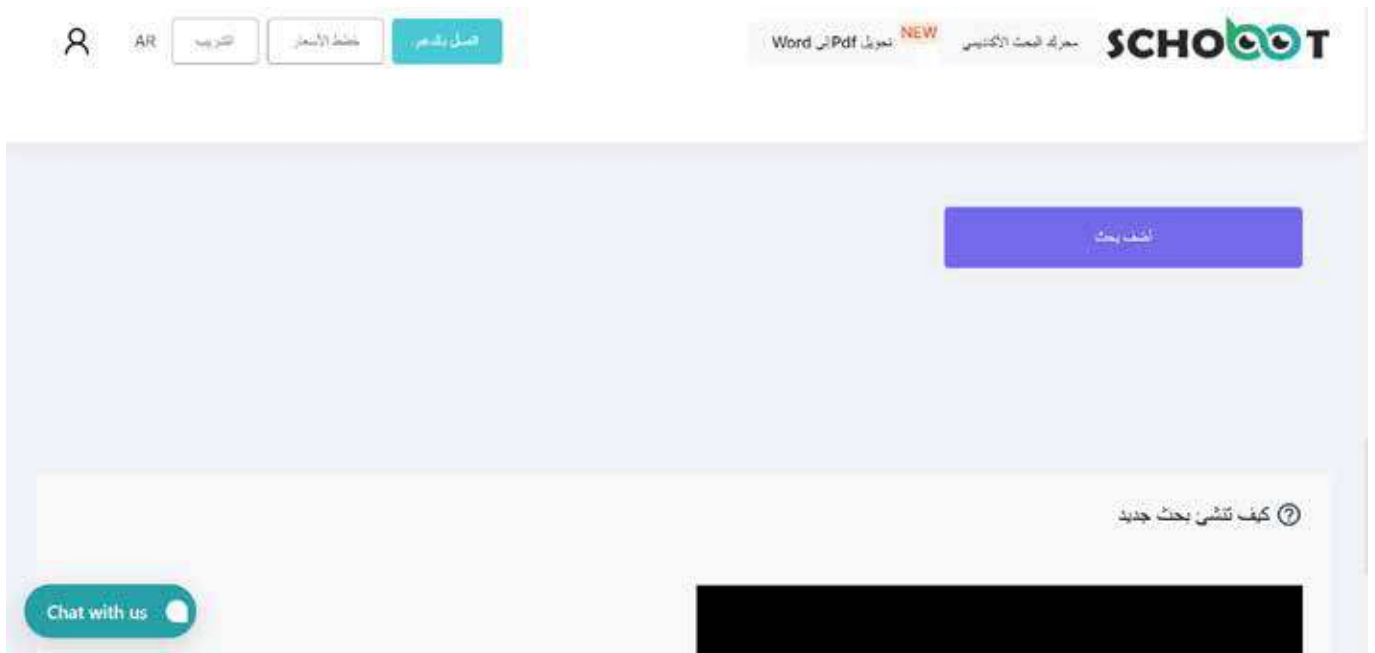 SCHOBOOT
محرك البحث الأكاديمي
NEW
تحويل Pdf إلى Word
اتصل بالدعم
خطط الأسعار
التدريب
AR
أضف بحث
كيف تنشئ بحث جديد
Chat with us